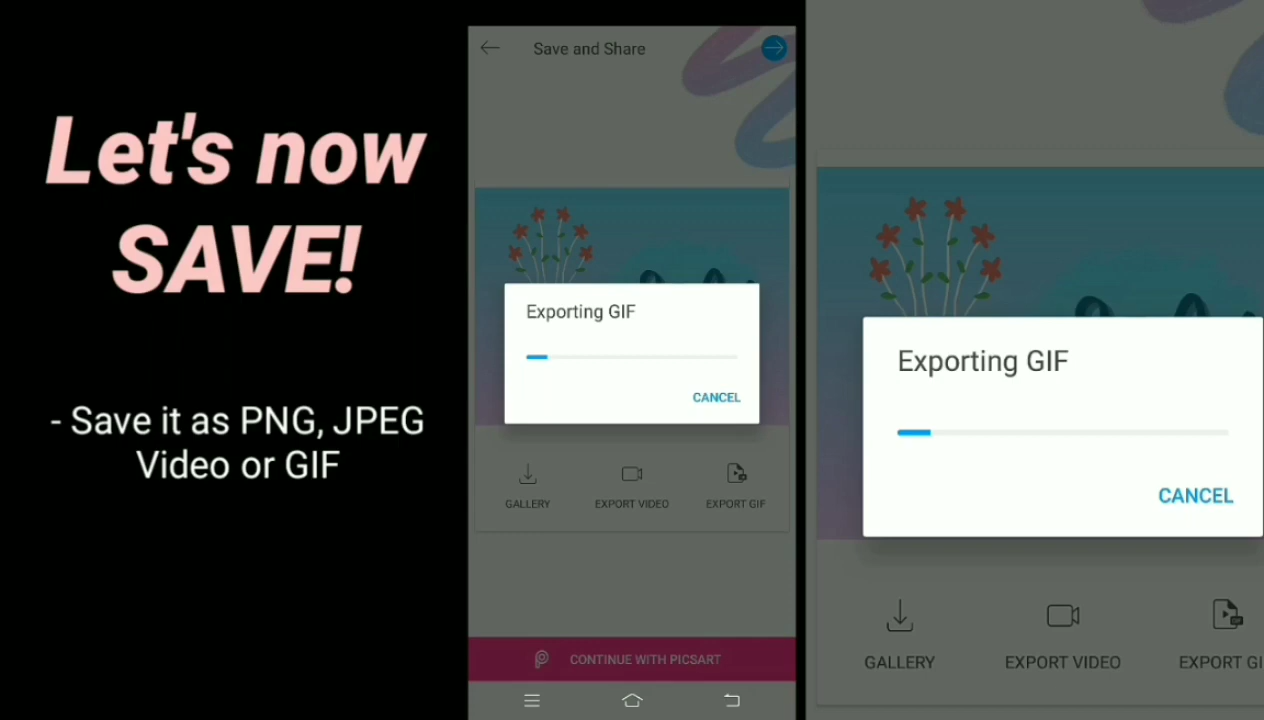 Let's now
SAVE!
- Save it as PNG, JPEG
Video or GIF
Save and Share
Exporting GIF
CANCEL
GALLERY
EXPORT VIDEO
EXPORT GIF
CONTINUE WITH PICSART
Exporting GIF
CANCEL
GALLERY
EXPORT VIDEO
EXPORT GI